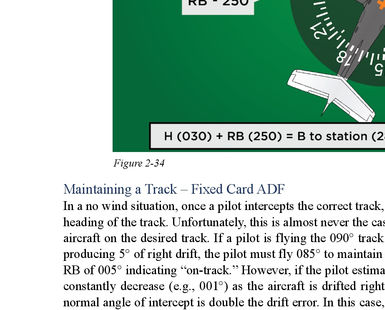 RB - 250
21
18
H (030) + RB (250) = B to station (2
Figure 2-34
Maintaining a Track – Fixed Card ADF
In a no wind situation, once a pilot intercepts the correct track,
heading of the track. Unfortunately, this is almost never the cas
aircraft on the desired track. If a pilot is flying the 090° track
producing 5° of right drift, the pilot must fly 085° to maintain
RB of 005° indicating “on-track.” However, if the pilot estima
constantly decrease (e.g., 001°) as the aircraft is drifted right
normal angle of intercept is double the drift error. In this case,